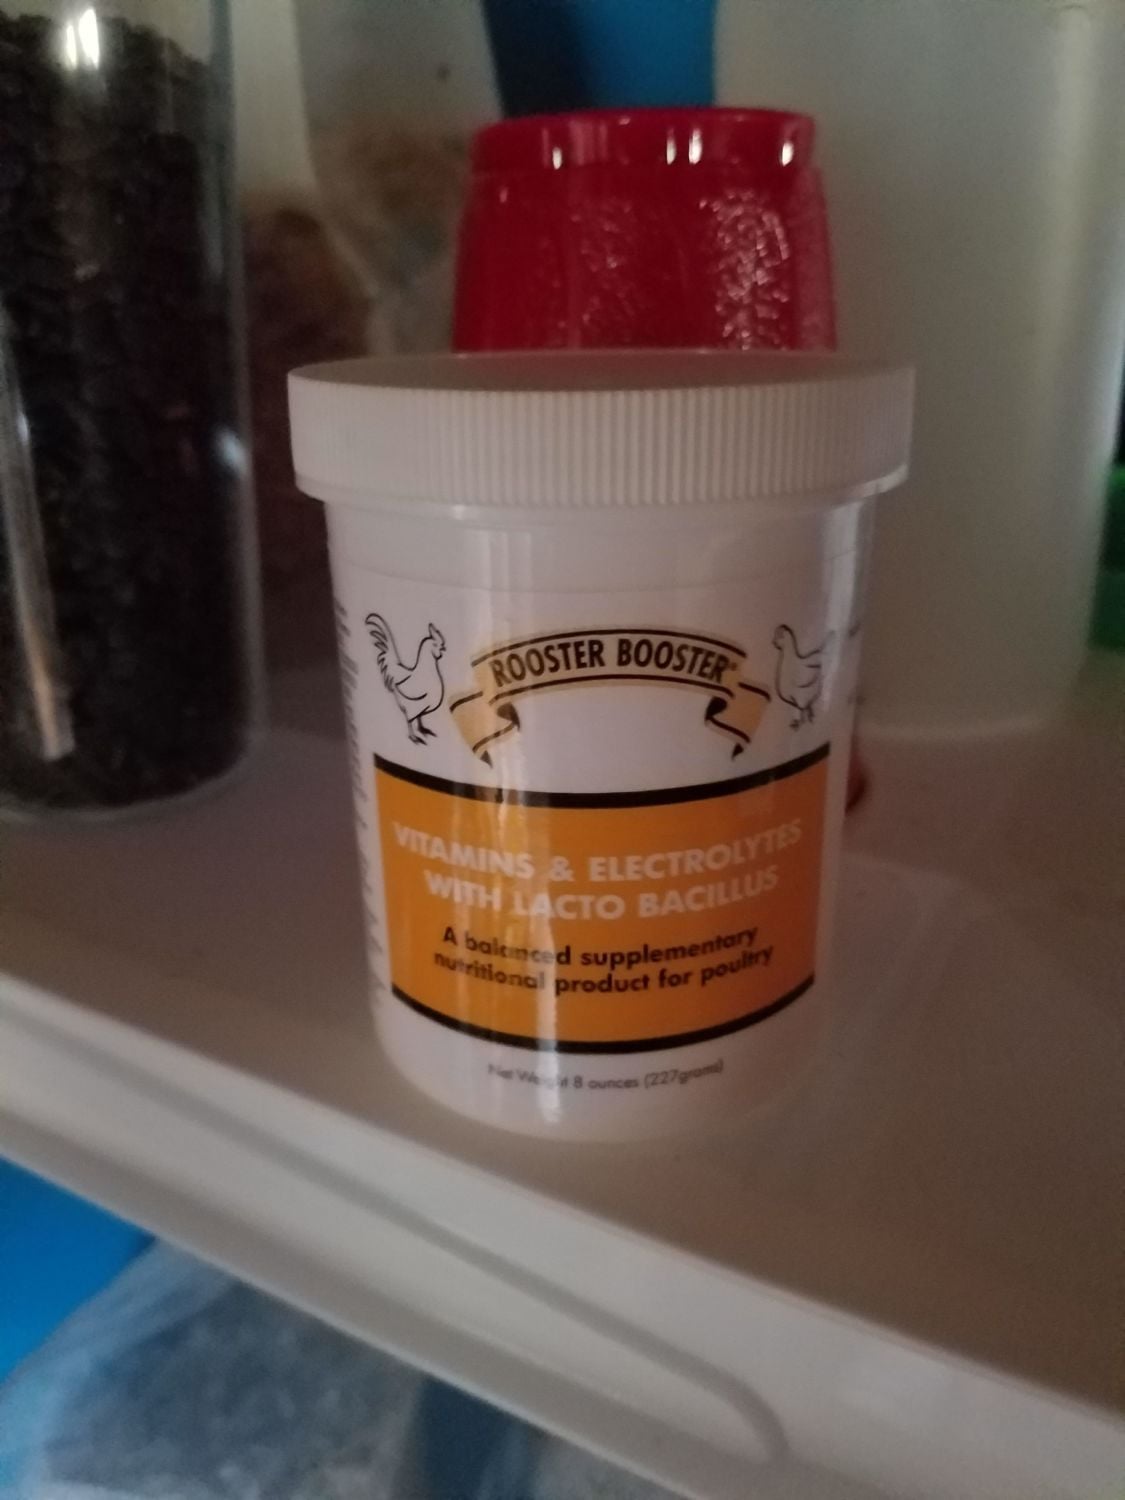 ROOSTER BOOSTER®
VITAMINS & ELECTROLYTES
WITH LACTO BACILLUS
A balanced supplementary
nutritional product for poultry
Net Weight 8 ounces (227grams)